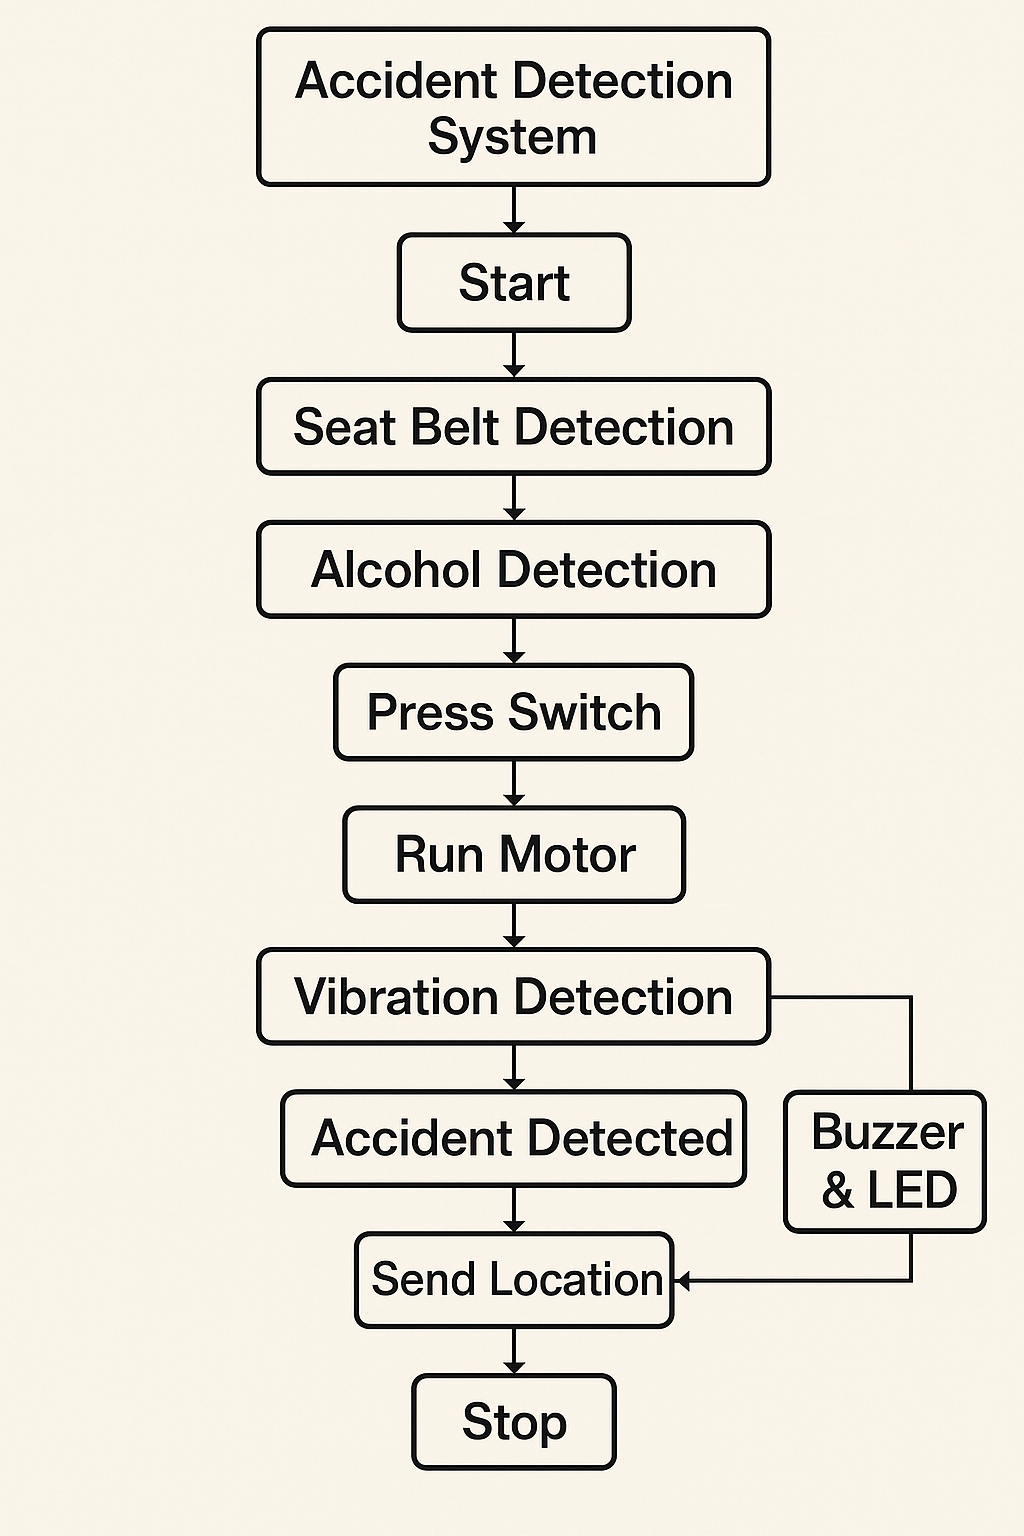 Accident Detection
System
Start
Seat Belt Detection
Alcohol Detection
Press Switch
Run Motor
Vibration Detection
Accident Detected
Buzzer
& LED
Send Location
Stop